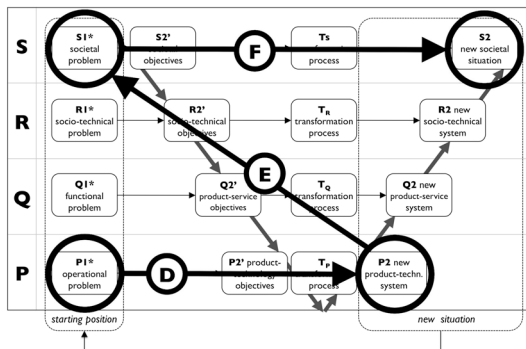 S
S1*
societal
problem
S2'
objectives
F
Ts
process
S2
new societal
situation
R
R1*
socio-technical
problem
R2'
socio-technical
objectives
TR
transformation
process
R2 new
socio-technical
system
E
Q
Q1*
functional
problem
Q2'
product-service
objectives
TQ
transformation
process
Q2 new
product-service
system
P
P1*
operational
problem
D
P2' product-
objectives
TP
process
P2 new
product-techn.
system
starting position
new situation